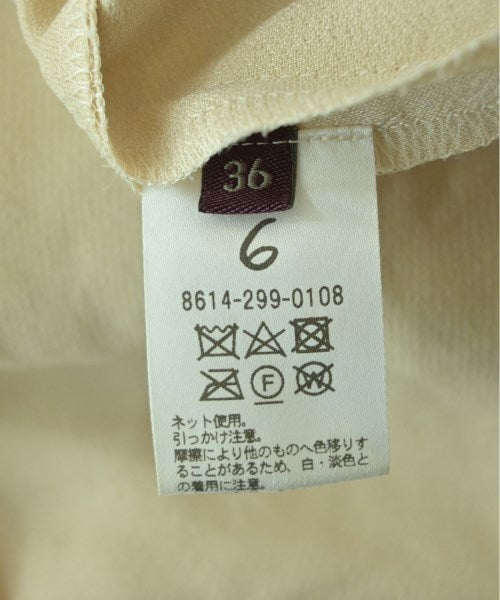 36
6
8614-299-0108
F W
ネット使用。
引っかけ注意。
摩擦により他のものへ色移りす
ることがあるため、白・淡色と
の着用に注意。